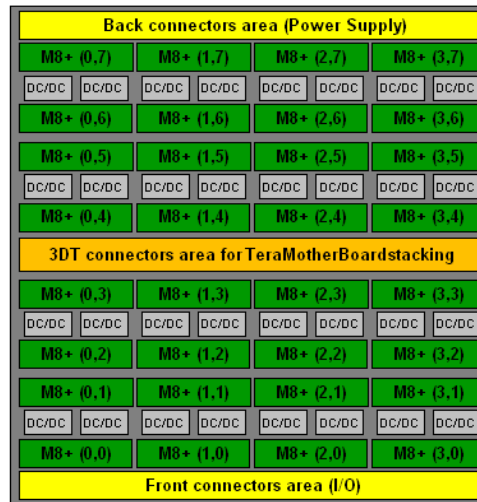 Back connectors area (Power Supply)
M8+ (0,7) M8+ (1,7) M8+ (2,7) M8+ (3,7)
DC/DC DC/DC DC/DC DC/DC DC/DC DC/DC DC/DC DC/DC
M8+ (0,6) M8+ (1,6) M8+ (2,6) M8+ (3,6)
M8+ (0,5) M8+ (1,5) M8+ (2,5) M8+ (3,5)
DC/DC DC/DC DC/DC DC/DC DC/DC DC/DC DC/DC DC/DC
M8+ (0,4) M8+ (1,4) M8+ (2,4) M8+ (3,4)
3DT connectors area for TeraMotherBoardstacking
M8+ (0,3) M8+ (1,3) M8+ (2,3) M8+ (3,3)
DC/DC DC/DC DC/DC DC/DC DC/DC DC/DC DC/DC DC/DC
M8+ (0,2) M8+ (1,2) M8+ (2,2) M8+ (3,2)
M8+ (0,1) M8+ (1,1) M8+ (2,1) M8+ (3,1)
DC/DC DC/DC DC/DC DC/DC DC/DC DC/DC DC/DC DC/DC
M8+ (0,0) M8+ (1,0) M8+ (2,0) M8+ (3,0)
Front connectors area (I/O)